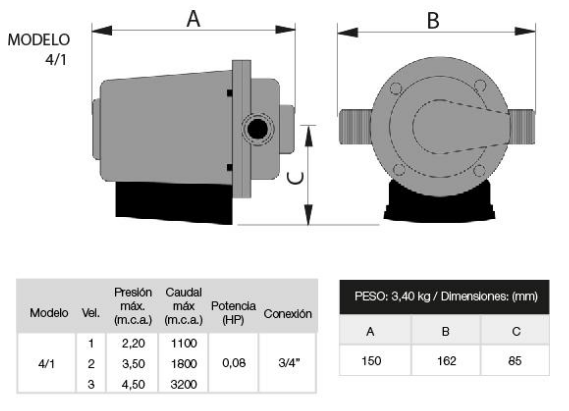 MODELO
4/1
A
B
C
Modelo Vel. Presión máx. (m.c.a.) Caudal máx (m.c.a.) Potencia (HP) Conexión
4/1 0,08 3/4"
1 2,20 1100
2 3,50 1800
3 4,50 3200
PESO: 3,40 kg / Dimensiones: (mm)
A B C
150 162 85